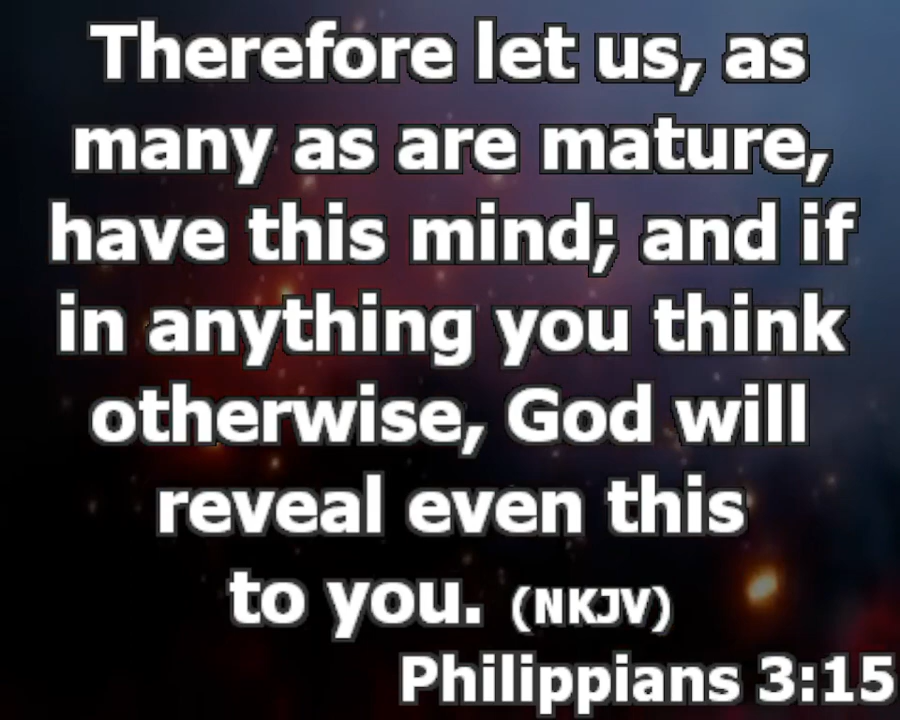 Therefore let us, as
many as are mature,
have this mind; and if
in anything you think
otherwise, God will
reveal even this
to you. (NKJV)
Philippians 3:15